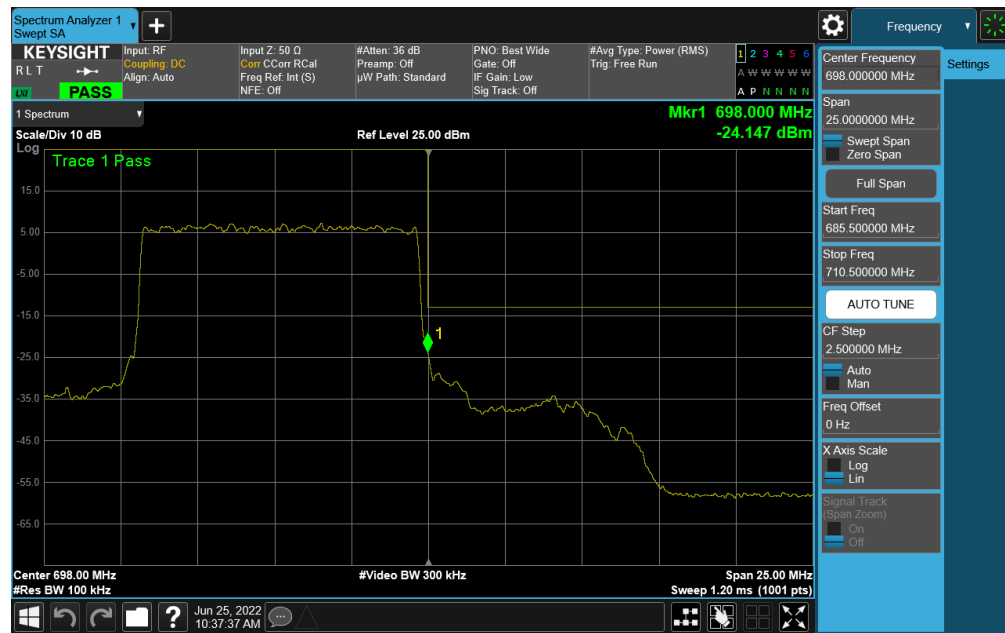 Spectrum Analyzer 1
Swept SA
Frequency
KEYSIGHT
R L T
LXI
PASS
Input: RF
Coupling: DC
Align: Auto
Input Z: 50 Ω
Corr CCorr RCal
Freq Ref: Int (S)
NFE: Off
#Atten: 36 dB
Preamp: Off
µW Path: Standard
PNO: Best Wide
Gate: Off
IF Gain: Low
Sig Track: Off
#Avg Type: Power (RMS)
Trig: Free Run
1 2 3 4 5 6
A W W W W W
A P N N N N
1 Spectrum
Scale/Div 10 dB
Ref Level 25.00 dBm
Mkr1 698.000 MHz
-24.147 dBm
Log
Trace 1 Pass
15.0
5.00
-5.00
-15.0
-25.0
-35.0
-45.0
-55.0
-65.0
1
Center 698.00 MHz
#Res BW 100 kHz
#Video BW 300 kHz
Span 25.00 MHz
Sweep 1.20 ms (1001 pts)
Center Frequency
698.000000 MHz
Settings
Span
25.0000000 MHz
Swept Span
Zero Span
Full Span
Start Freq
685.500000 MHz
Stop Freq
710.500000 MHz
AUTO TUNE
CF Step
2.500000 MHz
Auto
Man
Freq Offset
0 Hz
X Axis Scale
Log
Lin
Signal Track
(Span Zoom)
On
Off
?
Jun 25, 2022
10:37:37 AM